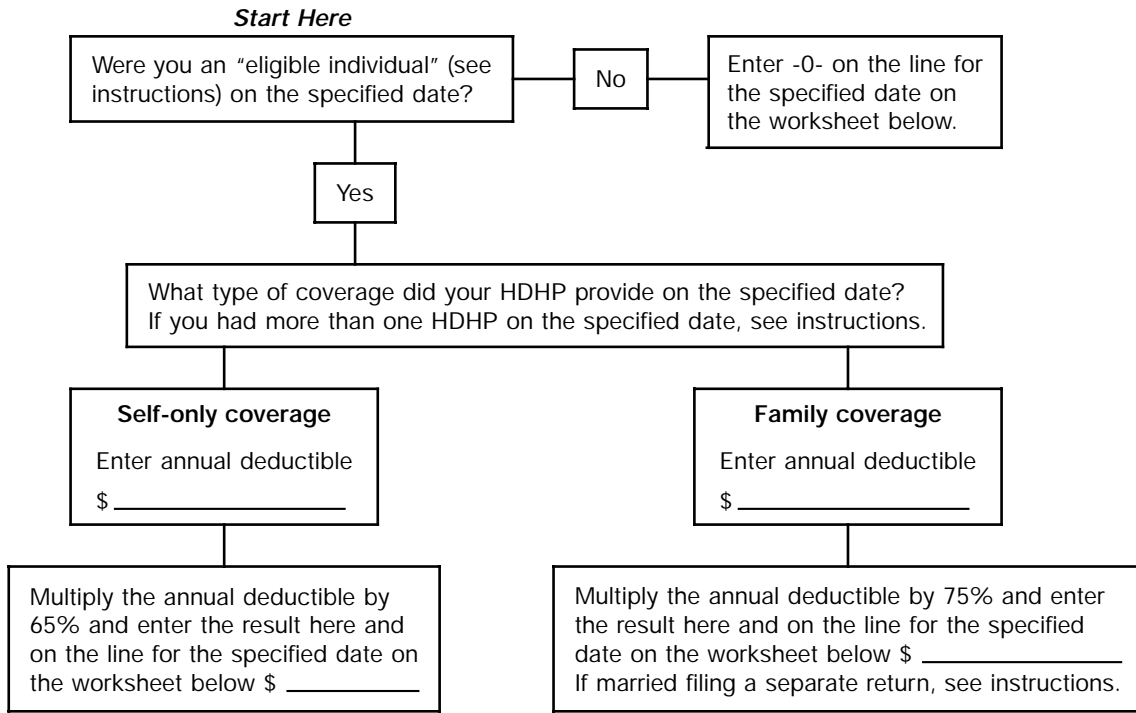 Start Here
Were you an “eligible individual” (see
instructions) on the specified date?
No
Enter -0- on the line for
the specified date on
the worksheet below.
Yes
What type of coverage did your HDHP provide on the specified date?
If you had more than one HDHP on the specified date, see instructions.
Self-only coverage
Enter annual deductible
$
Family coverage
Enter annual deductible
$
Multiply the annual deductible by
65% and enter the result here and
on the line for the specified date on
the worksheet below $
Multiply the annual deductible by 75% and enter
the result here and on the line for the specified
date on the worksheet below $
If married filing a separate return, see instructions.